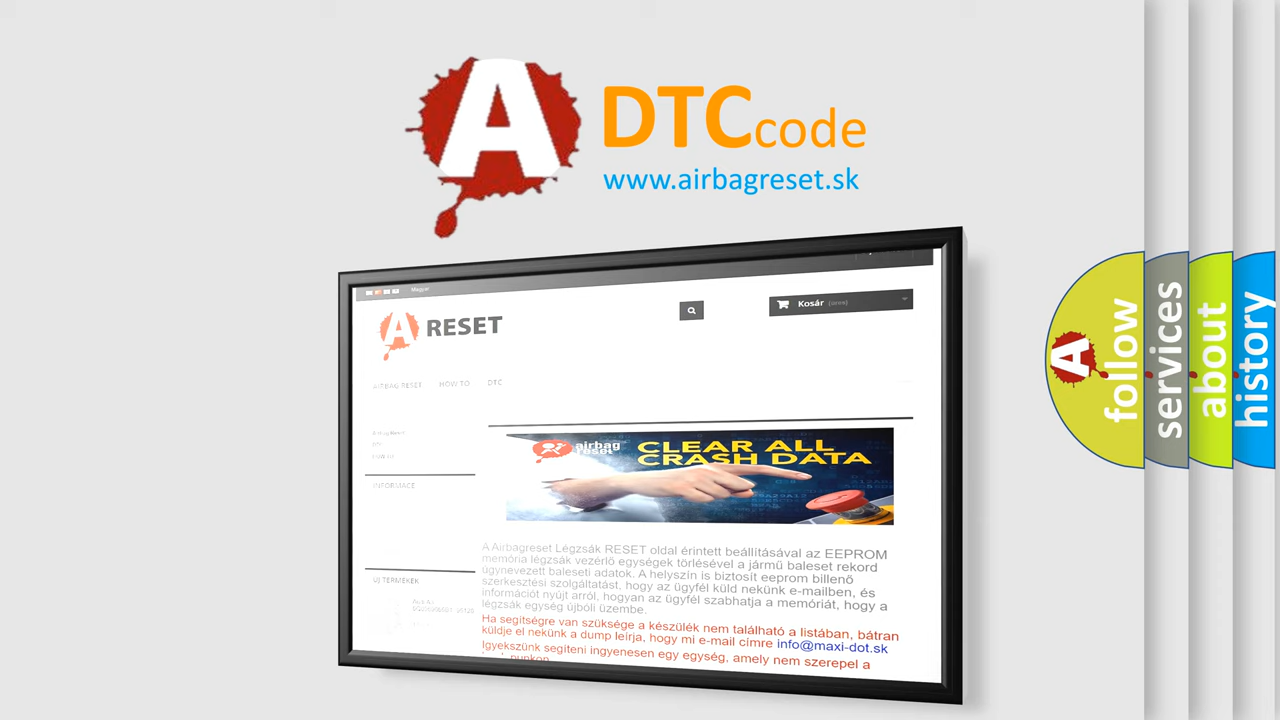 A DTC code
www.airbagreset.sk
Magyar
Kosár (üres)
A RESET
AIRBAG RESET HOW TO DTC
INFORMACE
airbag
reset
CLEAR ALL
CRASH DATA
A Airbagreset Légzsák RESET oldal érintett beállításával az EEPROM
memória légzsák vezérlő egységek törlésével a jármű baleset rekord
úgynevezett baleseti adatok. A helyszín is biztosít eeprom billenő
szerkesztési szolgáltatást, hogy az ügyfél küld nekünk e-mailben, és
információt nyújt arról, hogyan az ügyfél szabhatja a memóriát, hogy a
légzsák egység újbóli üzembe.
Ha segítségre van szüksége a készülék nem található a listában, bátran
küldje el nekünk a dump leírja, hogy mi e-mail címre info@maxi-dot.sk
Igyekszünk segíteni ingyenesen egy egység, amely nem szerepel a
ÚJ TERMÉKEK
A
follow
services
about
history